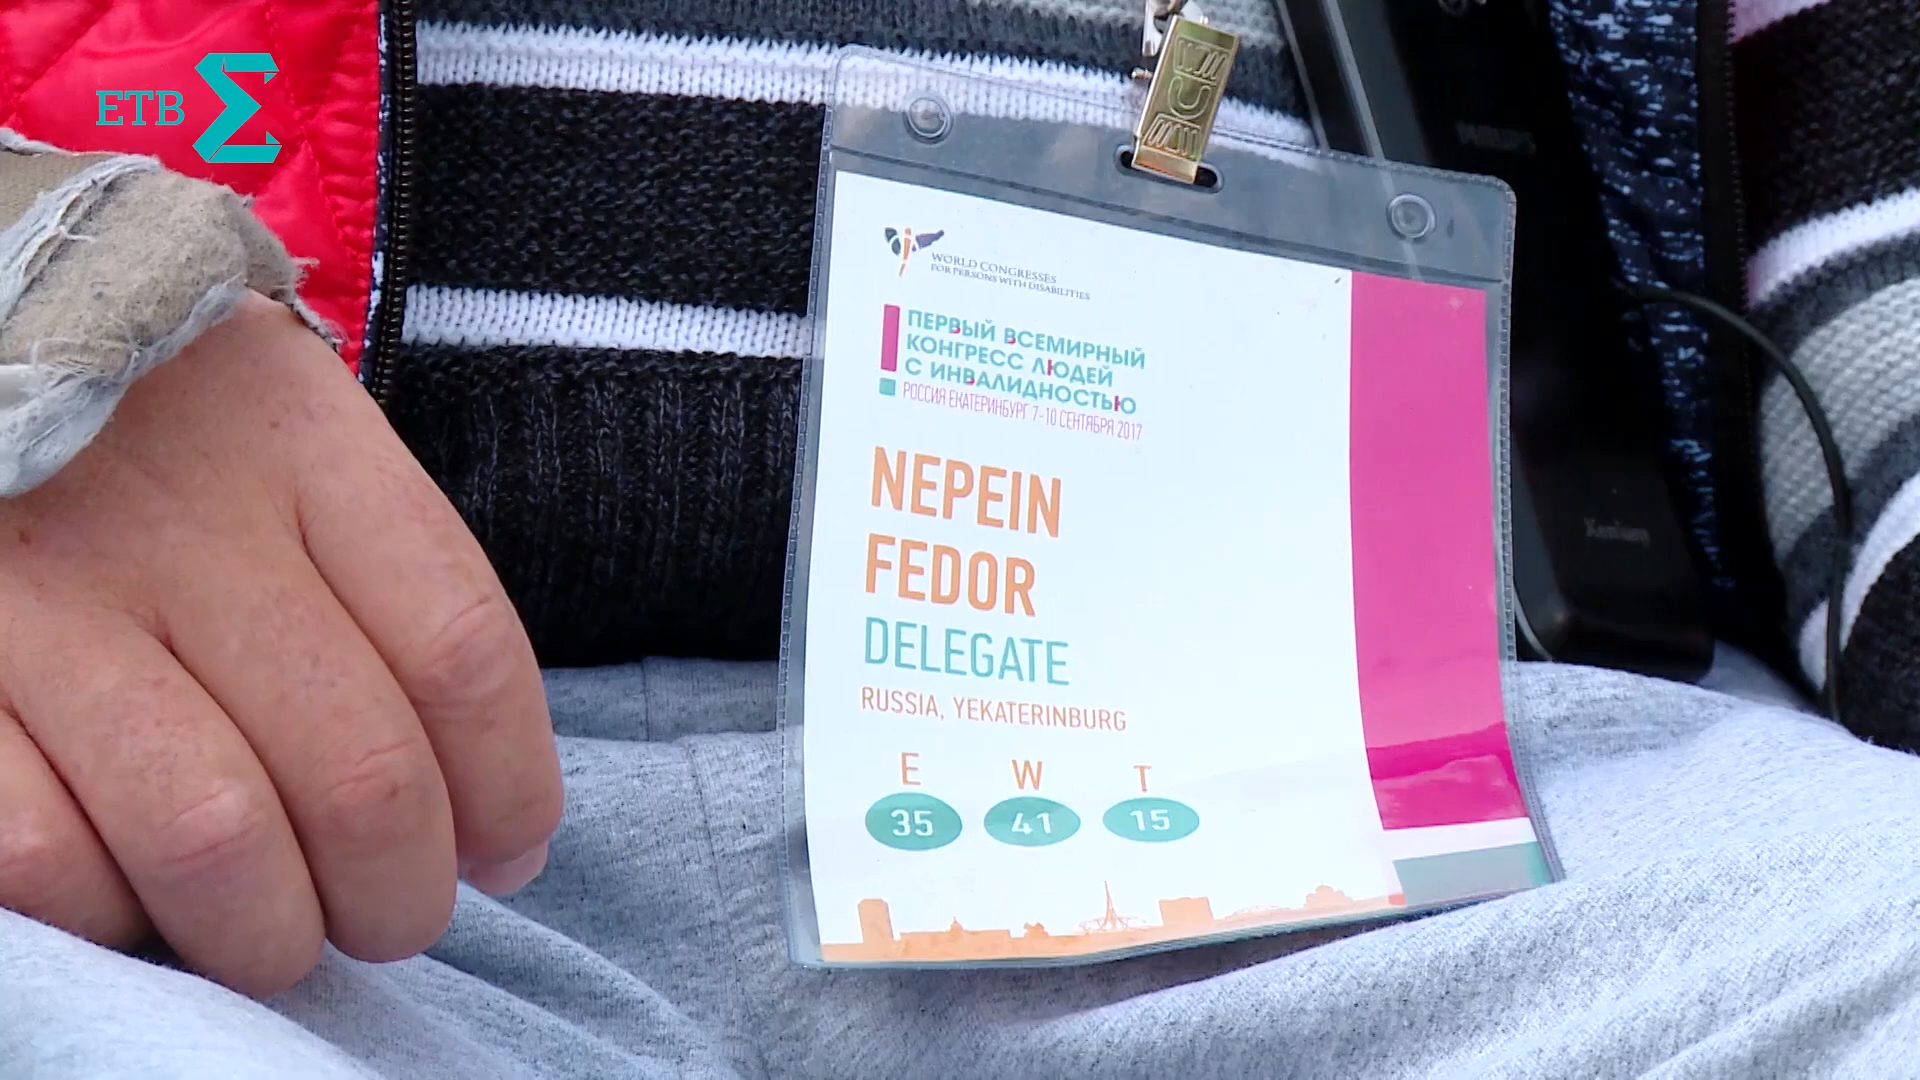 ЕТВ
WORLD CONGRESSES
FOR PERSONS WITH DISABILITIES
ПЕРВЫЙ ВСЕМИРНЫЙ
КОНГРЕСС ЛЮДЕЙ
С ИНВАЛИДНОСТЬЮ
РОССИЯ ЕКАТЕРИНБУРГ 7-10 СЕНТЯБРЯ 2017
NEPEIN
FEDOR
DELEGATE
RUSSIA, YEKATERINBURG
E W T
35 41 15